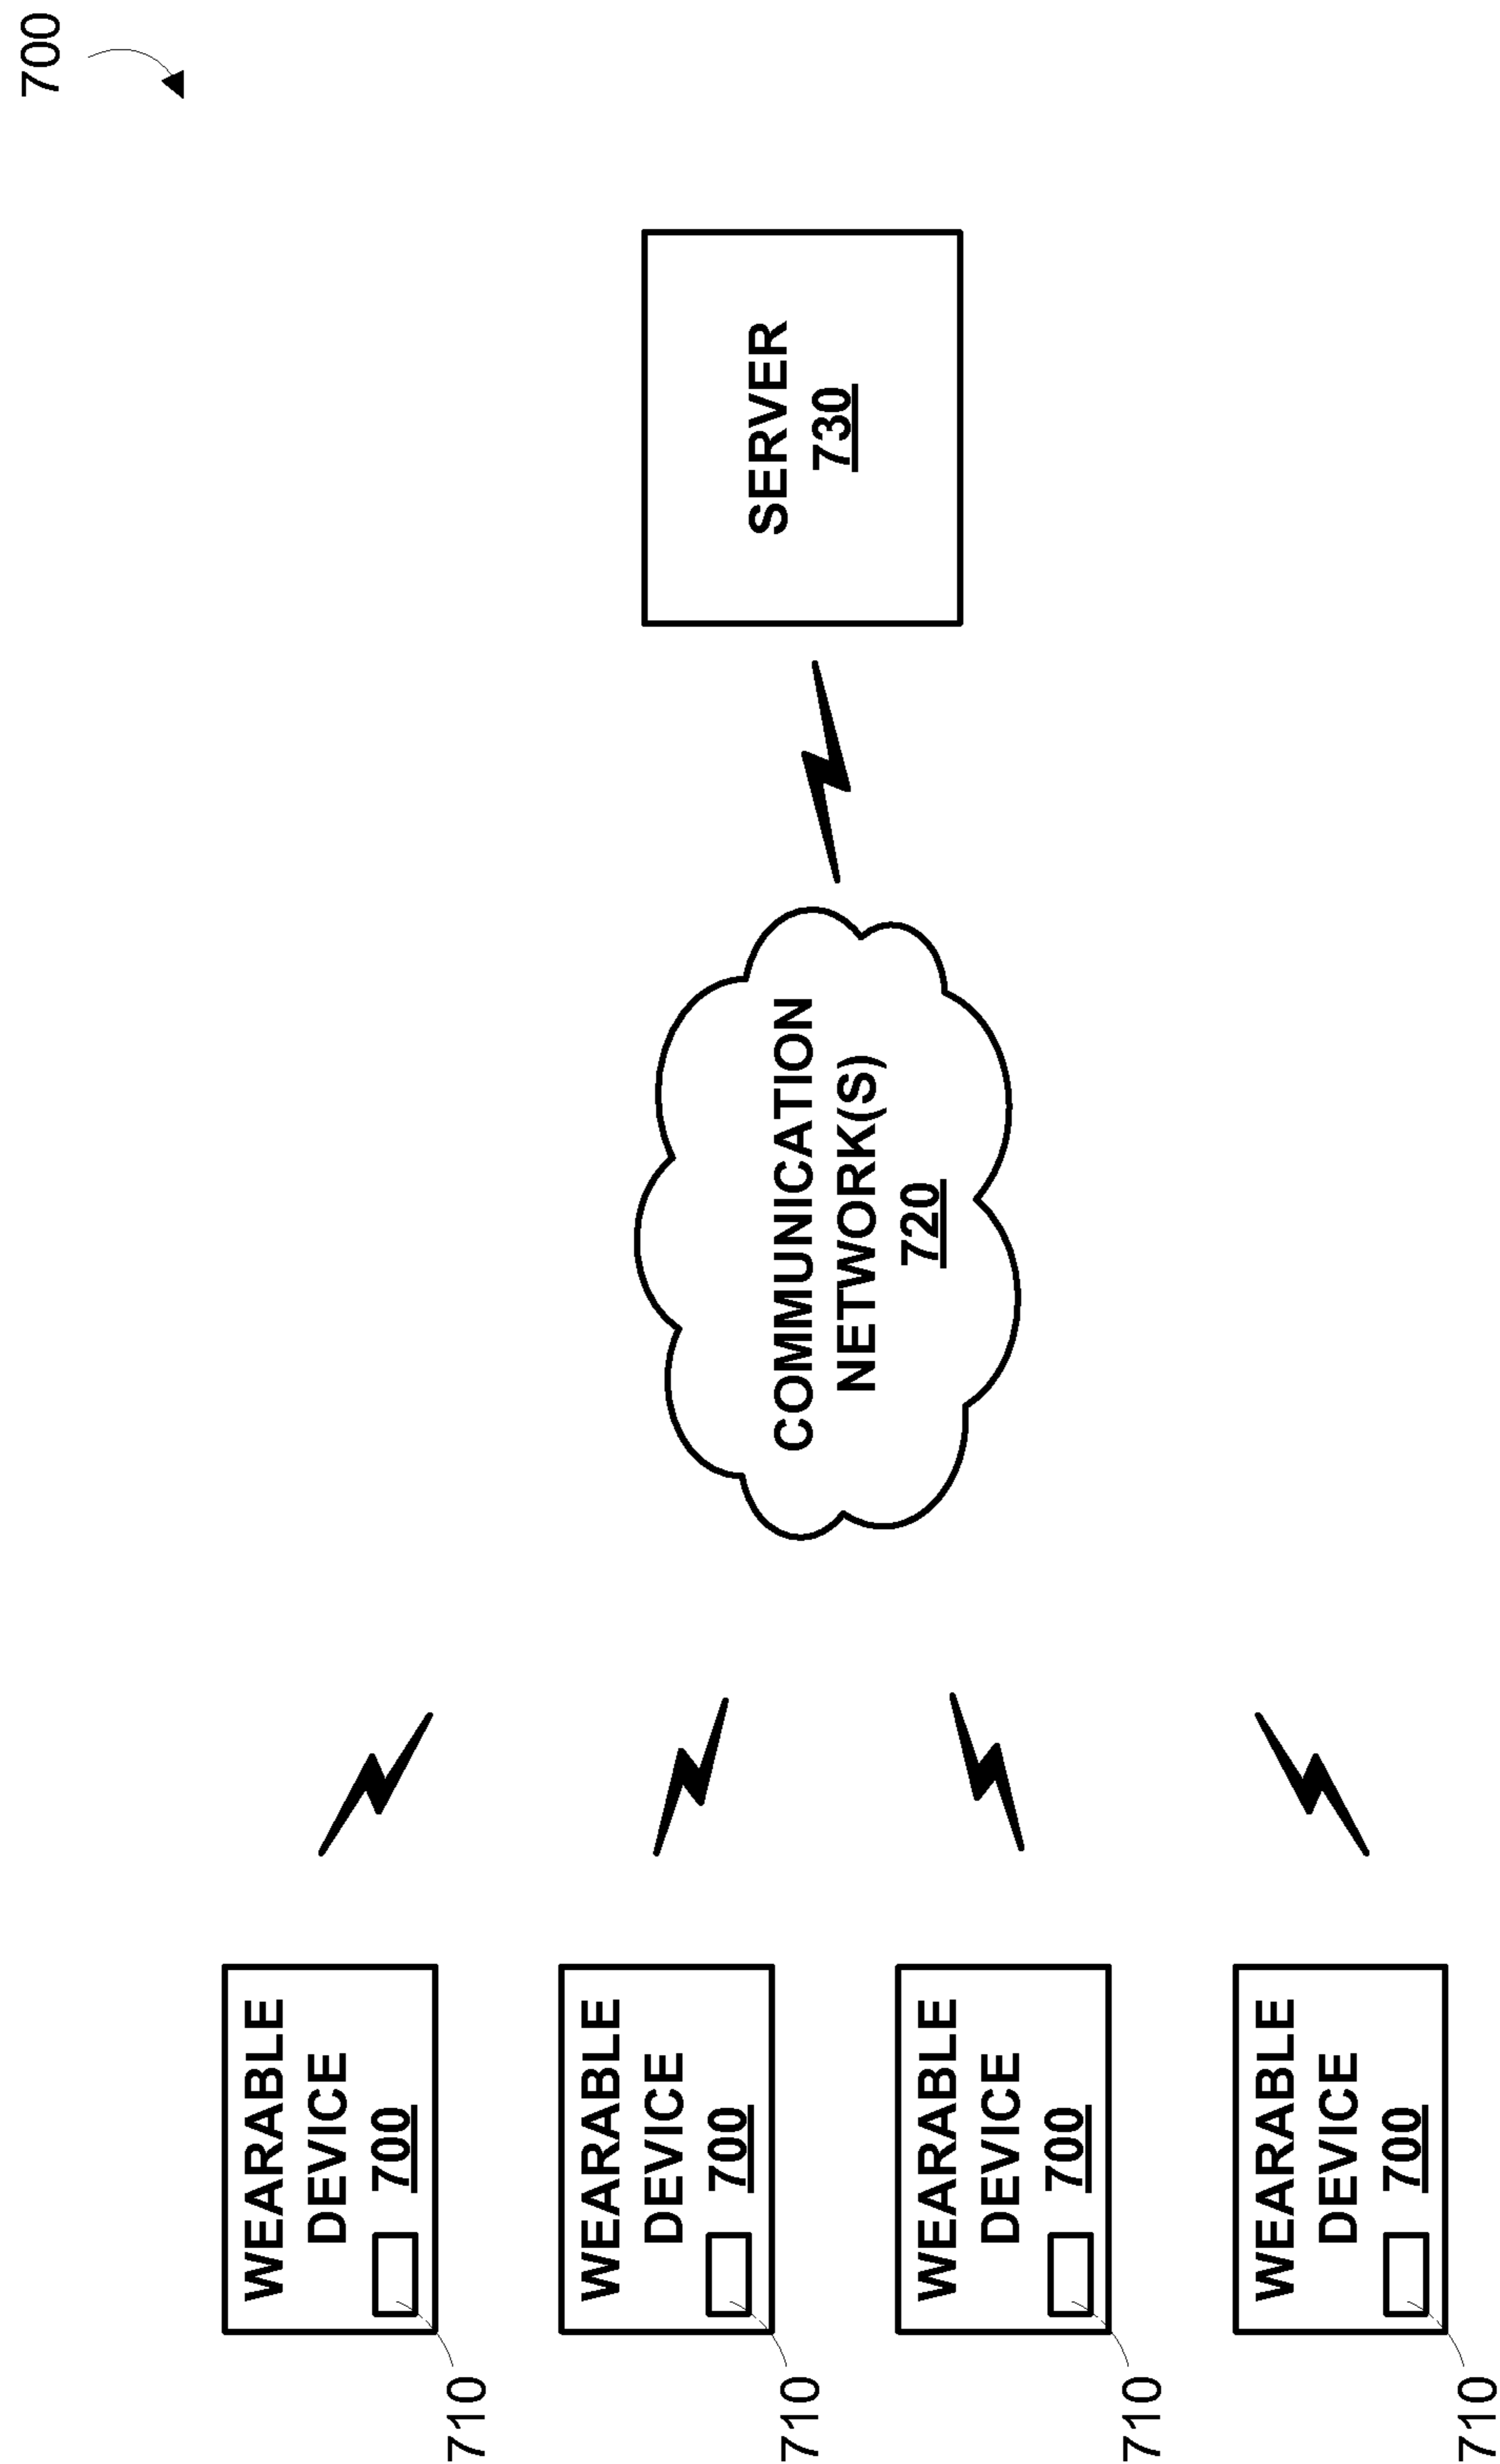 700
WEARABLE
DEVICE
700
710
WEARABLE
DEVICE
700
710
WEARABLE
DEVICE
700
710
WEARABLE
DEVICE
700
710
COMMUNICATION
NETWORK(S)
720
SERVER
730